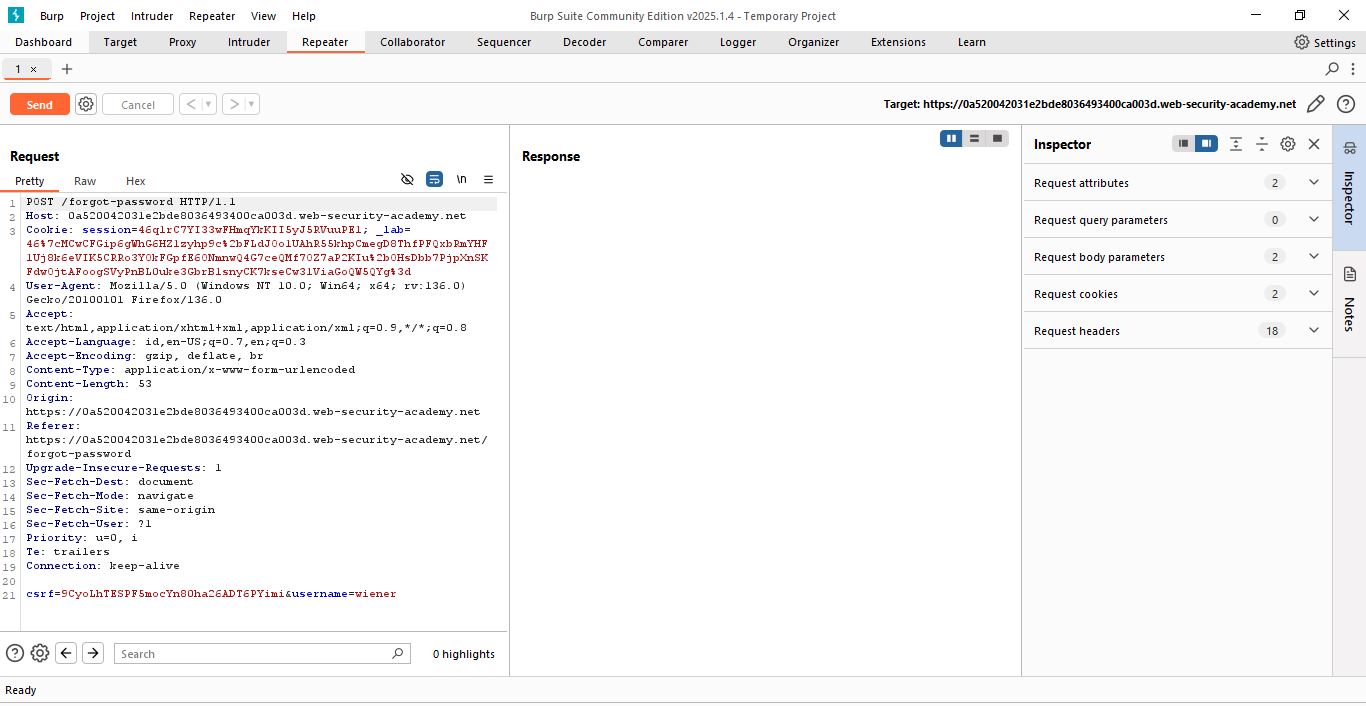 Burp Project Intruder Repeater View Help Burp Suite Community Edition v2025.1.4 - Temporary Project
Dashboard Target Proxy Intruder Repeater Collaborator Sequencer Decoder Comparer Logger Organizer Extensions Learn Settings
1 × +
Send Cancel < > Target: https://0a520042031e2bde8036493400ca003d.web-security-academy.net
Request
Pretty Raw Hex \n
1 POST /forgot-password HTTP/1.1
2 Host: 0a520042031e2bde8036493400ca003d.web-security-academy.net
3 Cookie: session=46qlrC7YI33wFHmqYkKII5yJ5RVuuPEl; _lab=
46%7cMCwCFGip6gWhG6HZlzyhp9c%2bFLdJ0olUAhR55khpCmegD8ThfPFQxbRmYHF
lUj8k6eVIK5CRRo3Y0kFGpfE60NmnwQ4G7ceQMf70Z7aP2KIu%2b0HsDbb7PjpXnSK
Fdw0jtAFoogSVyPnBL0uke3GbrBlsnyCK7kseCw3lViaGoQW5QYg%3d
4 User-Agent: Mozilla/5.0 (Windows NT 10.0; Win64; x64; rv:136.0)
Gecko/20100101 Firefox/136.0
5 Accept:
text/html,application/xhtml+xml,application/xml;q=0.9,*/*;q=0.8
6 Accept-Language: id,en-US;q=0.7,en;q=0.3
7 Accept-Encoding: gzip, deflate, br
8 Content-Type: application/x-www-form-urlencoded
9 Content-Length: 53
10 Origin:
https://0a520042031e2bde8036493400ca003d.web-security-academy.net
11 Referer:
https://0a520042031e2bde8036493400ca003d.web-security-academy.net/
forgot-password
12 Upgrade-Insecure-Requests: 1
13 Sec-Fetch-Dest: document
14 Sec-Fetch-Mode: navigate
15 Sec-Fetch-Site: same-origin
16 Sec-Fetch-User: ?1
17 Priority: u=0, i
18 Te: trailers
19 Connection: keep-alive
20
21 csrf=9CyoLhTESPF5mocYn80ha26ADT6PYimi&username=wiener
Search 0 highlights
Response
Inspector
Request attributes 2
Request query parameters 0
Request body parameters 2
Request cookies 2
Request headers 18
Inspector
Notes
Ready